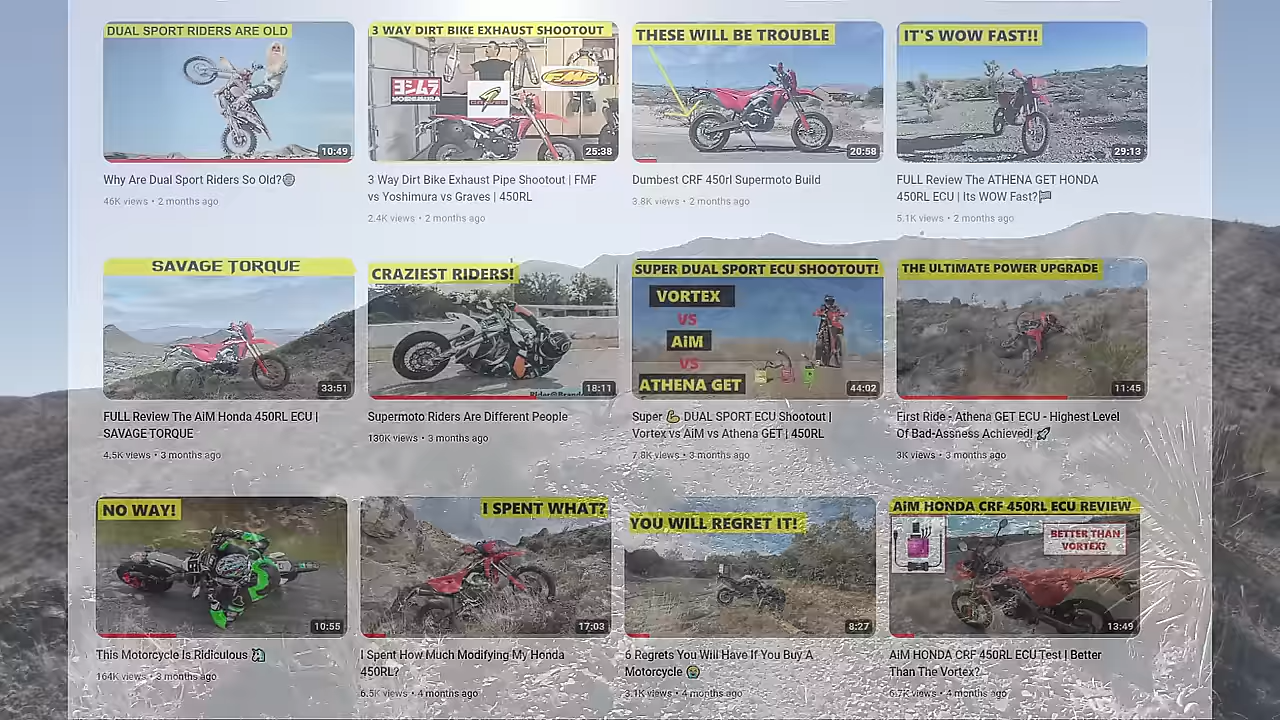 DUAL SPORT RIDERS ARE OLD
10:49
Why Are Dual Sport Riders So Old?
46K views • 2 months ago
3 WAY DIRT BIKE EXHAUST SHOOTOUT
ヨシムラ
YOSHIMURA
GRAVES
FMF
25:38
3 Way Dirt Bike Exhaust Pipe Shootout | FMF
vs Yoshimura vs Graves | 450RL
2.4K views • 2 months ago
THESE WILL BE TROUBLE
20:58
Dumbest CRF 450rl Supermoto Build
3.8K views • 2 months ago
IT'S WOW FAST!!
29:13
FULL Review The ATHENA GET HONDA
450RL ECU | Its WOW Fast?
5.1K views • 2 months ago
SAVAGE TORQUE
33:51
FULL Review The AiM Honda 450RL ECU |
SAVAGE TORQUE
4.5K views • 3 months ago
CRAZIEST RIDERS!
18:11
Supermoto Riders Are Different People
130K views • 3 months ago
SUPER DUAL SPORT ECU SHOOTOUT!
VORTEX
VS
AiM
VS
ATHENA GET
44:02
Super DUAL SPORT ECU Shootout |
Vortex vs AiM vs Athena GET | 450RL
7.8K views • 3 months ago
THE ULTIMATE POWER UPGRADE
11:45
First Ride - Athena GET ECU - Highest Level
Of Bad-Assness Achieved!
3K views • 3 months ago
NO WAY!
10:55
This Motorcycle Is Ridiculous
164K views • 3 months ago
I SPENT WHAT?
17:03
I Spent How Much Modifying My Honda
450RL?
6.5K views • 4 months ago
YOU WILL REGRET IT!
8:27
6 Regrets You Will Have If You Buy A
Motorcycle
3.1K views • 4 months ago
AiM HONDA CRF 450RL ECU REVIEW
BETTER THAN
VORTEX?
13:49
AiM HONDA CRF 450RL ECU Test | Better
Than The Vortex?
6.7K views • 4 months ago